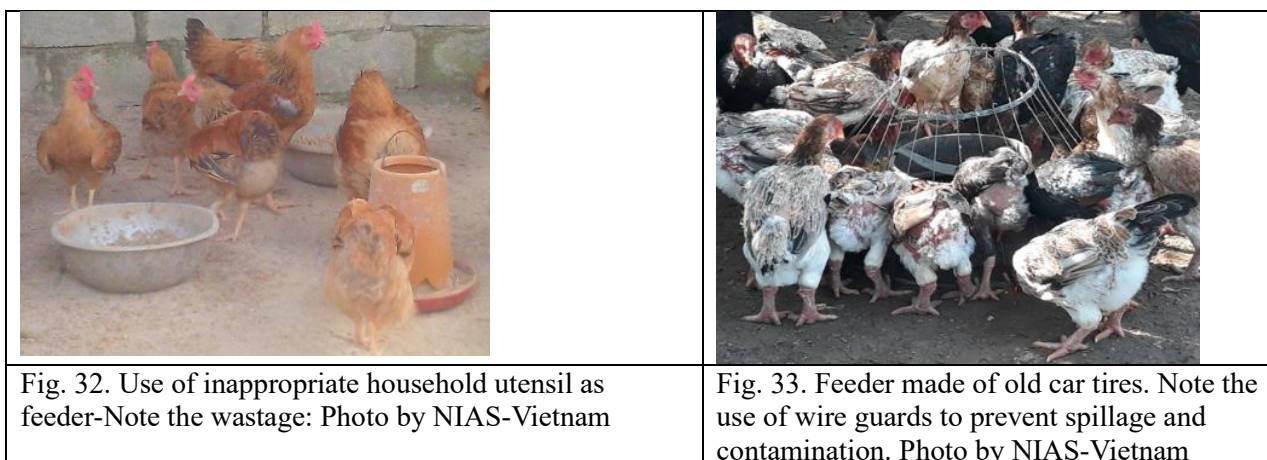 Fig. 32. Use of inappropriate household utensil as
feeder-Note the wastage: Photo by NIAS-Vietnam
Fig. 33. Feeder made of old car tires. Note the
use of wire guards to prevent spillage and
contamination. Photo by NIAS-Vietnam